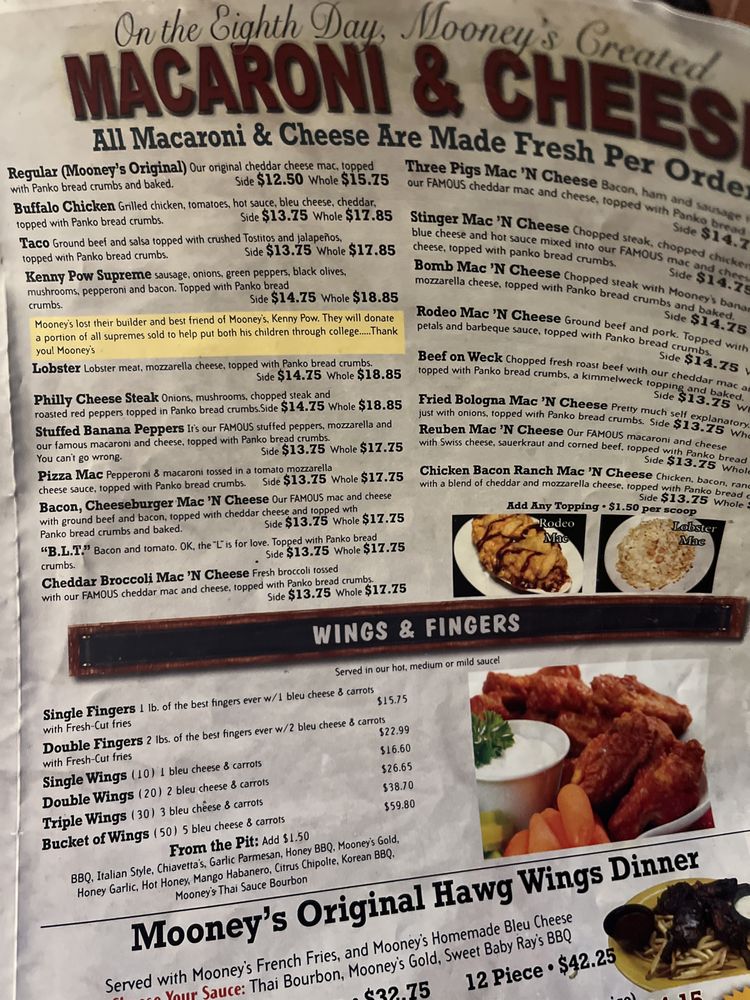 On the Eighth Day, Mooney's Created
MACARONI & CHEESE
All Macaroni & Cheese Are Made Fresh Per Order
Regular (Mooney's Original) Our original cheddar cheese mac, topped
with Panko bread crumbs and baked. Side $12.50 Whole $15.75
Buffalo Chicken Grilled chicken, tomatoes, hot sauce, bleu cheese, cheddar,
topped with Panko bread crumbs. Side $13.75 Whole $17.85
Taco Ground beef and salsa topped with crushed Tostitos and jalapeños,
topped with Panko bread crumbs. Side $13.75 Whole $17.85
Kenny Pow Supreme sausage, onions, green peppers, black olives,
mushrooms, pepperoni and bacon. Topped with Panko bread
crumbs. Side $14.75 Whole $18.85
Mooney's lost their builder and best friend of Mooney's, Kenny Pow. They will donate
a portion of all supremes sold to help put both his children through college.....Thank
you! Mooney's
Lobster Lobster meat, mozzarella cheese, topped with Panko bread crumbs.
Side $14.75 Whole $18.85
Philly Cheese Steak Onions, mushrooms, chopped steak and
roasted red peppers topped in Panko bread crumbs. Side $14.75 Whole $18.85
Stuffed Banana Peppers It's our FAMOUS stuffed peppers, mozzarella and
our famous macaroni and cheese, topped with Panko bread crumbs.
You can't go wrong. Side $13.75 Whole $17.75
Pizza Mac Pepperoni & macaroni tossed in a tomato mozzarella
cheese sauce, topped with Panko bread crumbs. Side $13.75 Whole $17.75
Bacon, Cheeseburger Mac 'N Cheese Our FAMOUS mac and cheese
with ground beef and bacon, topped with cheddar cheese and topped wth
Panko bread crumbs and baked. Side $13.75 Whole $17.75
"B.L.T." Bacon and tomato. OK, the "L" is for love. Topped with Panko bread
crumbs. Side $13.75 Whole $17.75
Cheddar Broccoli Mac 'N Cheese Fresh broccoli tossed
with our FAMOUS cheddar mac and cheese, topped with Panko bread crumbs.
Side $13.75 Whole $17.75
Three Pigs Mac 'N Cheese Bacon, ham and sausage
our FAMOUS cheddar mac and cheese, topped with Panko bread
Side $14.7
Stinger Mac 'N Cheese Chopped steak, chopped chicken
blue cheese and hot sauce mixed into our FAMOUS mac and chee
cheese, topped with panko bread crumbs. Side $14.75
Bomb Mac 'N Cheese Chopped steak with Mooney's bana
mozzarella cheese, topped with Panko bread crumbs and baked.
Side $14.75
Rodeo Mac 'N Cheese Ground beef and pork. Topped with
petals and barbeque sauce, topped with Panko bread crumbs.
Side $14.75 W
Beef on Weck Chopped fresh roast beef with our cheddar mac a
topped with Panko bread crumbs, a kimmelweck topping and baked.
Side $13.75 W
Fried Bologna Mac 'N Cheese Pretty much self explanatory.
just with onions, topped with Panko bread crumbs. Side $13.75 Who
Reuben Mac 'N Cheese Our FAMOUS macaroni and cheese
with Swiss cheese, sauerkraut and corned beef, topped with Panko bread
Side $13.75 Whol
Chicken Bacon Ranch Mac 'N Cheese Chicken, bacon, ranc
with a blend of cheddar and mozzarella cheese, topped with Panko bread c
Side $13.75 Whole
Add Any Topping • $1.50 per scoop
Rodeo
Mac
Lobster
Mac
WINGS & FINGERS
Served in our hot, medium or mild sauce!
Single Fingers 1 lb. of the best fingers ever w/1 bleu cheese & carrots
with Fresh-Cut fries $15.75
Double Fingers 2 lbs. of the best fingers ever w/2 bleu cheese & carrots
with Fresh-Cut fries $22.99
Single Wings (10) 1 bleu cheese & carrots $16.60
Double Wings (20) 2 bleu cheese & carrots $26.65
Triple Wings (30) 3 bleu cheese & carrots $38.70
Bucket of Wings (50) 5 bleu cheese & carrots $59.80
From the Pit: Add $1.50
BBQ, Italian Style, Chiavetta's, Garlic Parmesan, Honey BBQ, Mooney's Gold,
Honey Garlic, Hot Honey, Mango Habanero, Citrus Chipolte, Korean BBQ,
Mooney's Thai Sauce Bourbon
Mooney's Original Hawg Wings Dinner
Served with Mooney's French Fries, and Mooney's Homemade Bleu Cheese
Your Sauce: Thai Bourbon, Mooney's Gold, Sweet Baby Ray's BBQ
$32.75 12 Piece • $42.25